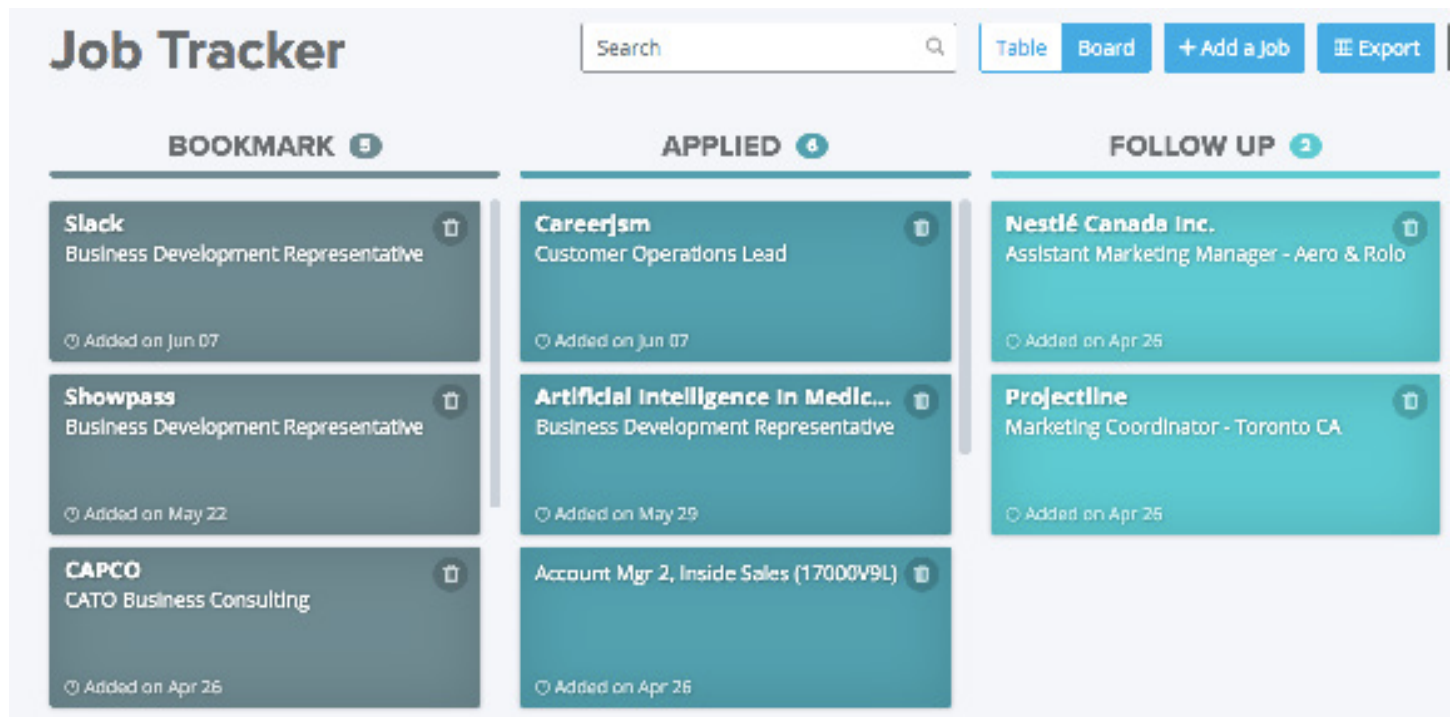 Job Tracker
Search
Table
Board
+ Add a Job
Export
BOOKMARK 5
Slack
Business Development Representative
Added on Jun 07
Showpass
Business Development Representative
Added on May 22
CAPCO
CATO Business Consulting
Added on Apr 26
APPLIED 6
CareerJSM
Customer Operations Lead
Added on Jun 07
Artificial Intelligence In Medic...
Business Development Representative
Added on May 29
Account Mgr 2, Inside Sales (17000V9L)
Added on Apr 26
FOLLOW UP 2
Nestlé Canada Inc.
Assistant Marketing Manager - Aero & Rolo
Added on Apr 26
Projectline
Marketing Coordinator - Toronto CA
Added on Apr 26